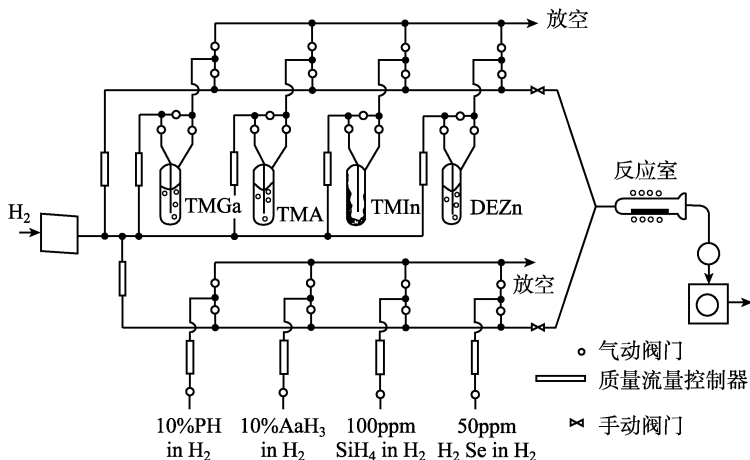 放空
反应室
TMGa
TMA
TMIn
DEZn
H₂
放空
气动阀门
质量流量控制器
手动阀门
10%PH
in H₂
10%AaH₃
in H₂
100ppm
SiH₄ in H₂
50ppm
H₂ Se in H₂